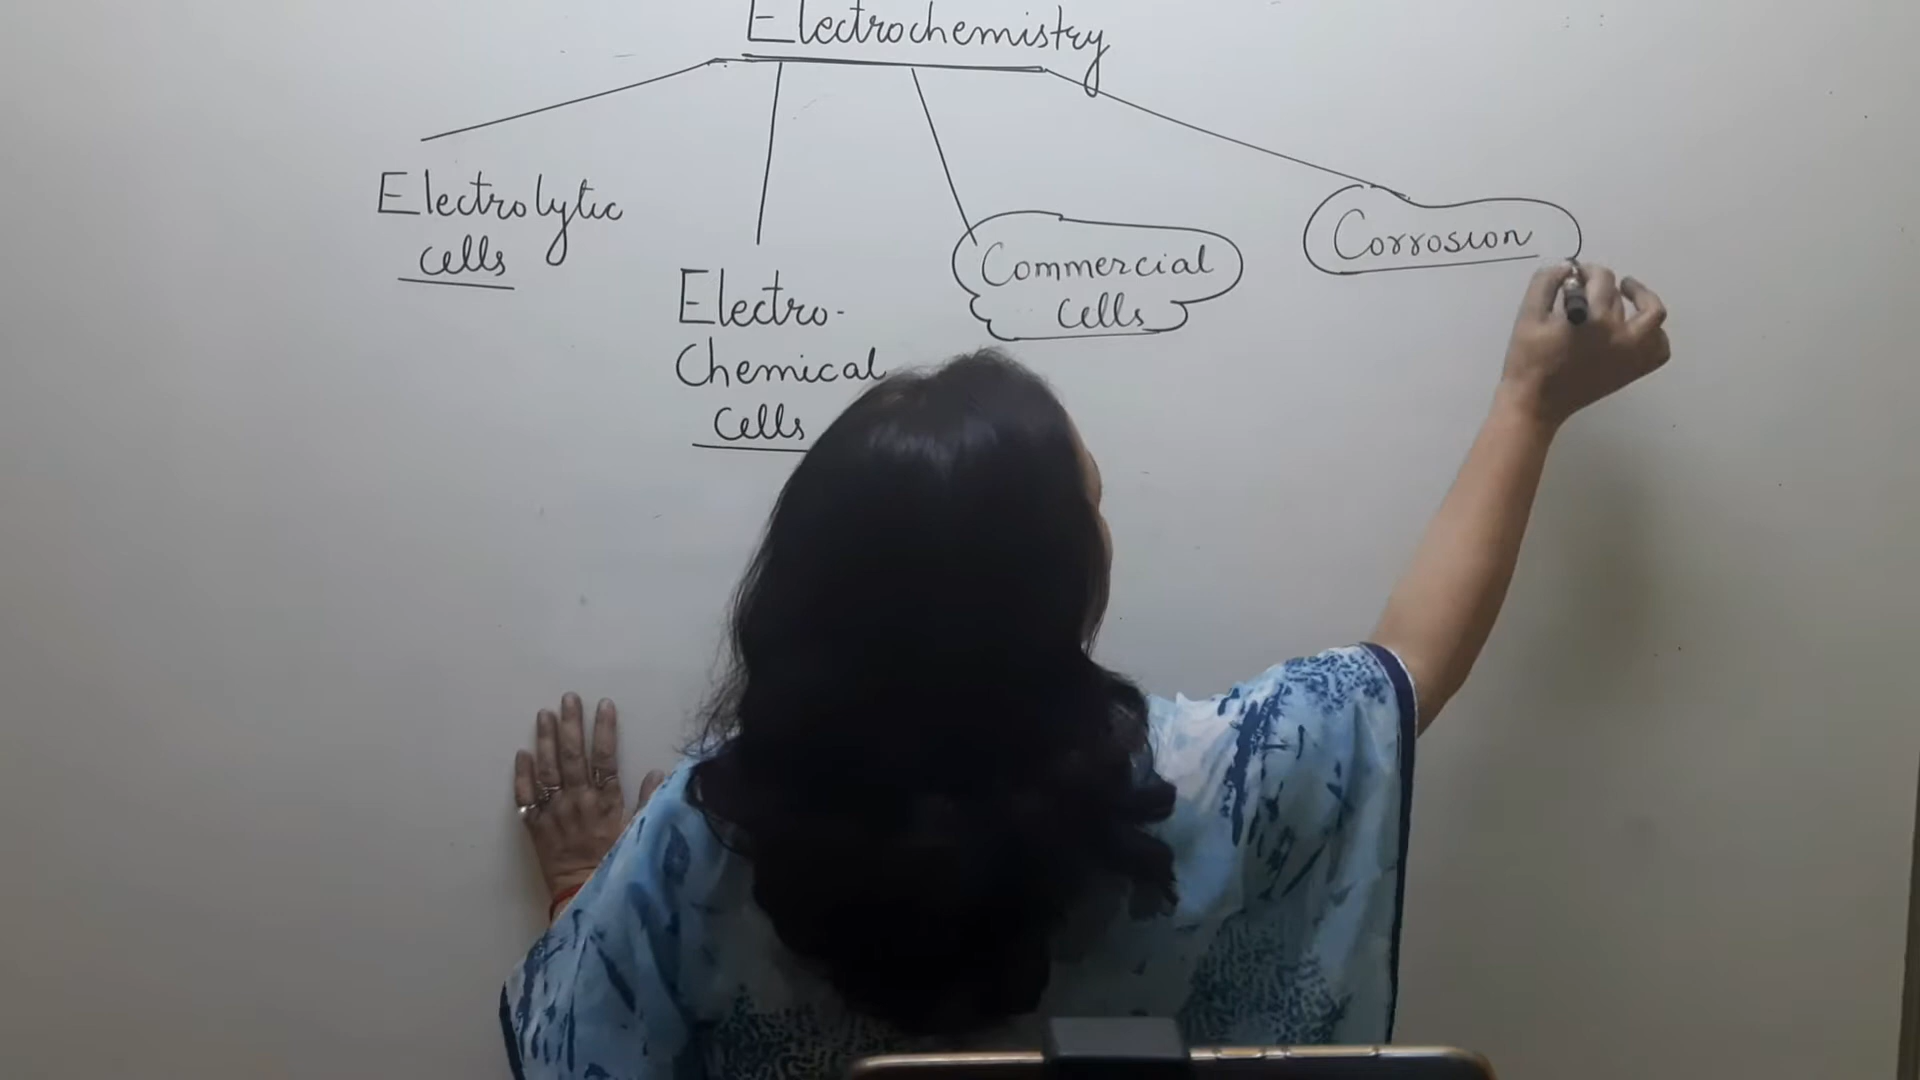 Electrochemistry
Electrolytic
cells
Electro-
Chemical
cells
Commercial
cells
Corrosion